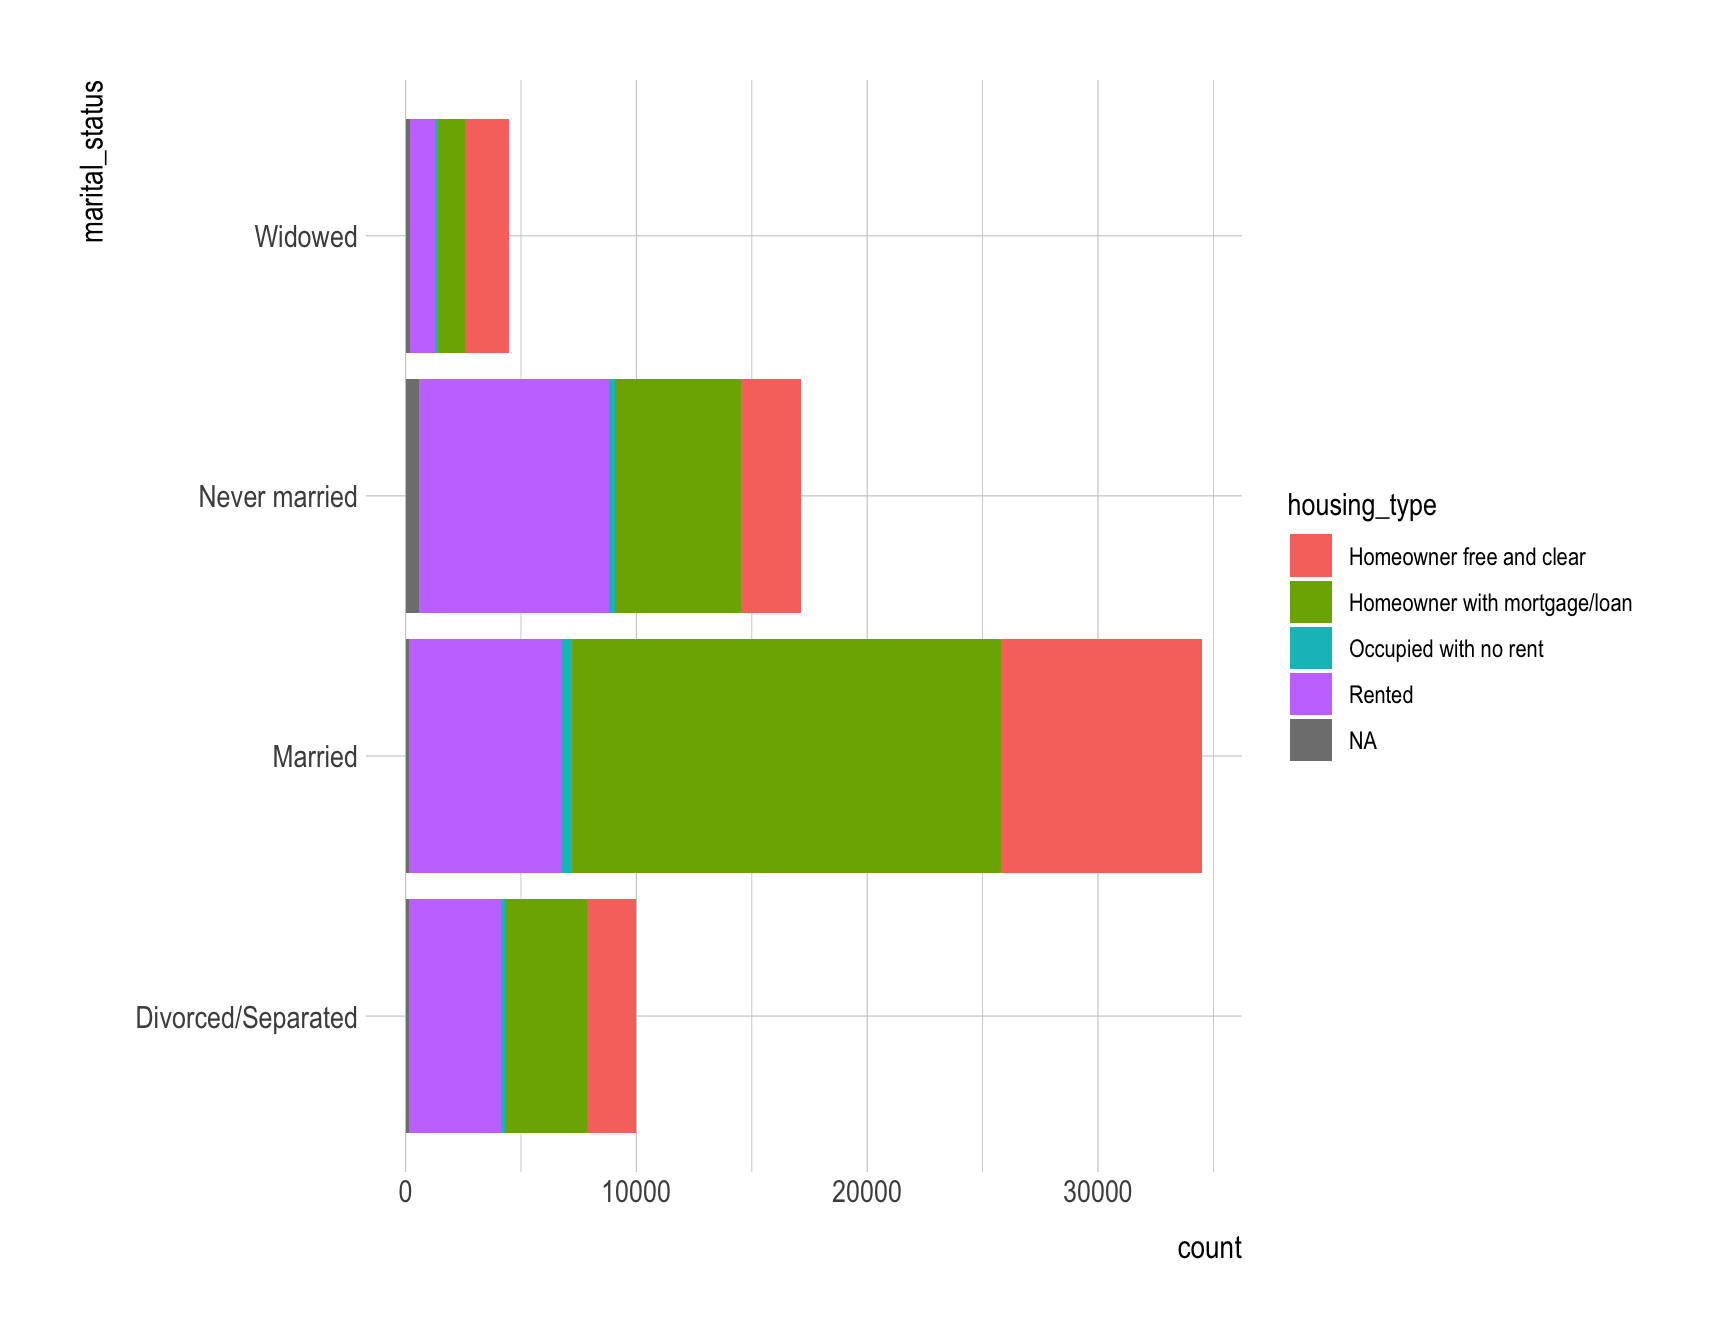 marital_status
Widowed
Never married
Married
Divorced/Separated
0 10000 20000 30000
count
housing_type
Homeowner free and clear
Homeowner with mortgage/loan
Occupied with no rent
Rented
NA